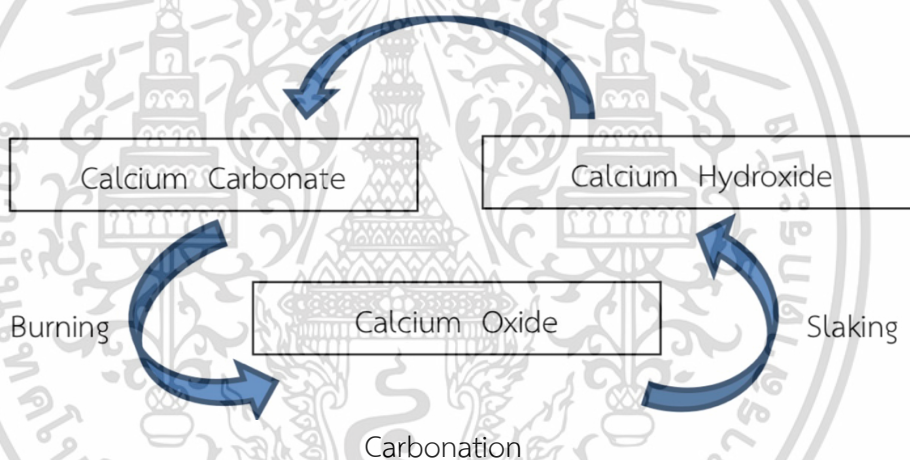 Calcium Carbonate
Calcium Hydroxide
Burning
Calcium Oxide
Slaking
Carbonation